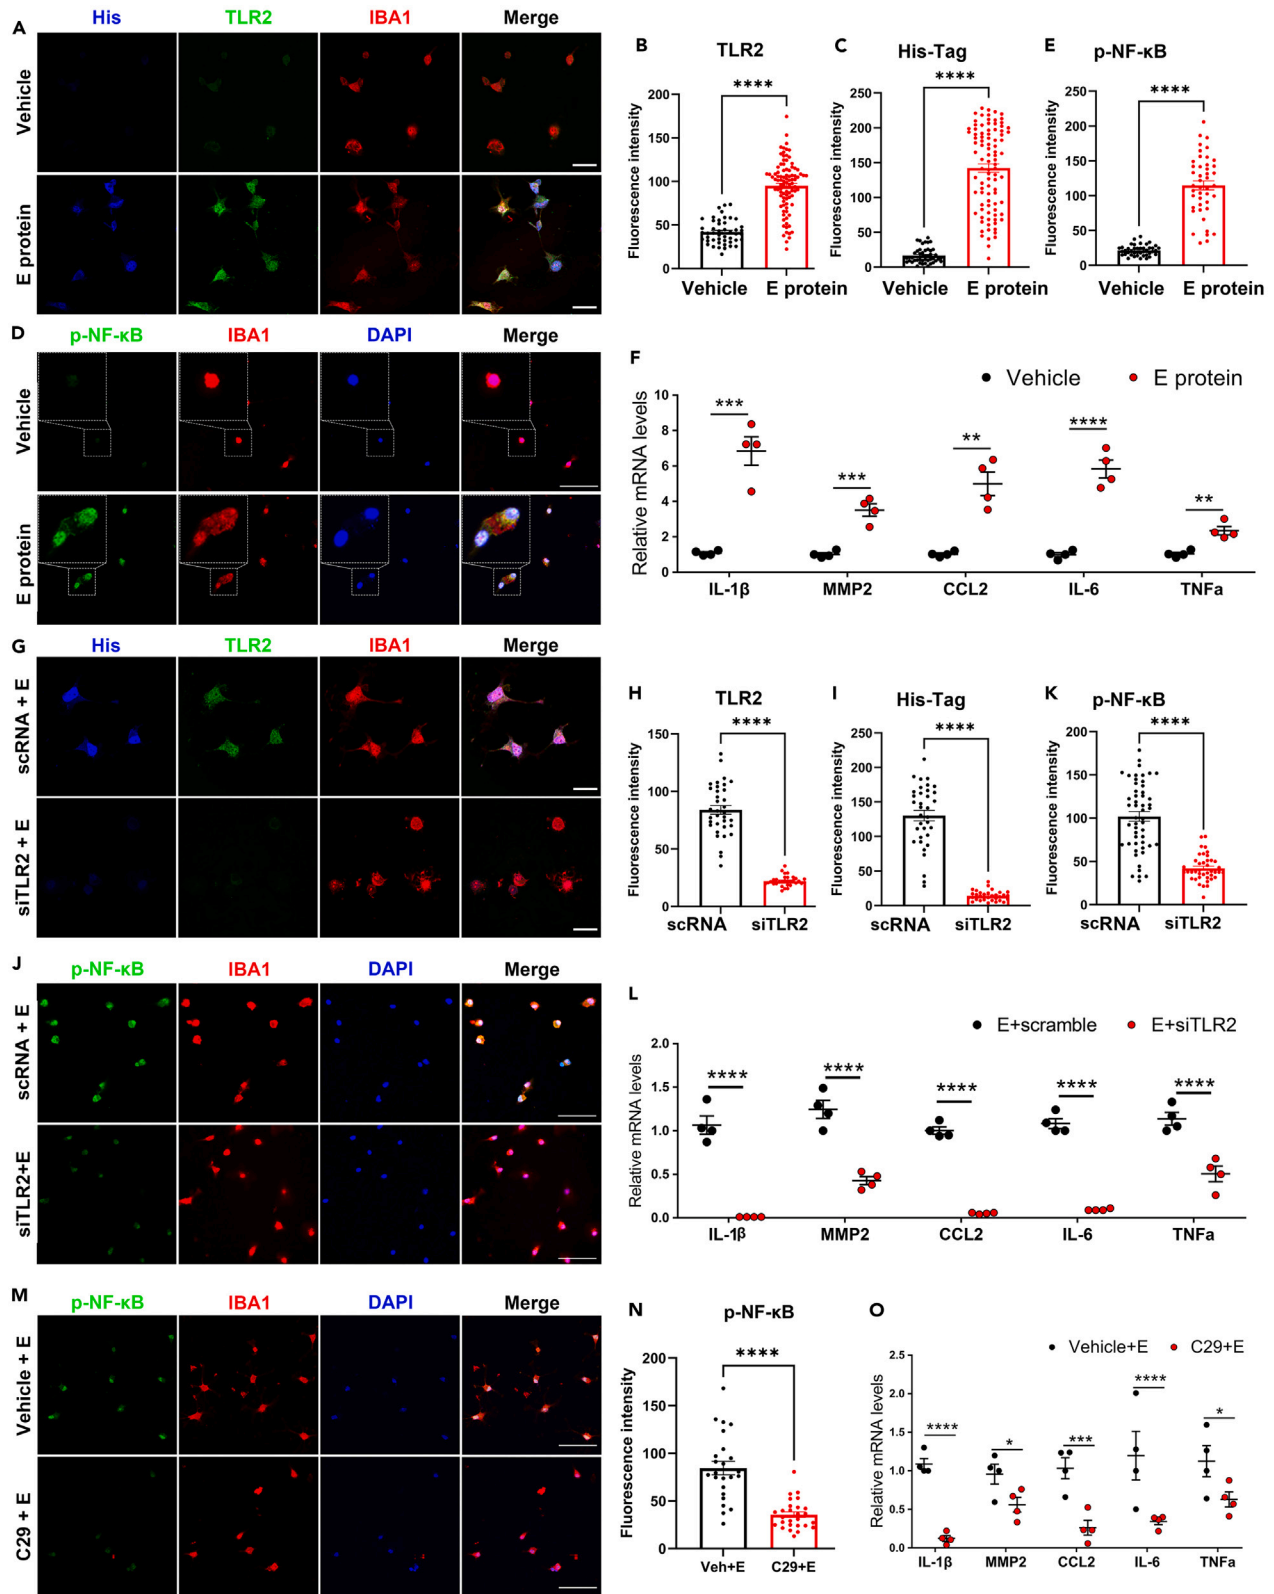 A
His TLR2 IBA1 Merge
Vehicle
E protein
B
TLR2
****
Fluorescence intensity
200
150
100
50
0
Vehicle E protein
C
His-Tag
****
Fluorescence intensity
250
200
150
100
50
0
Vehicle E protein
E
p-NF-κB
****
Fluorescence intensity
250
200
150
100
50
0
Vehicle E protein
D
p-NF-κB IBA1 DAPI Merge
Vehicle
E protein
F
Vehicle E protein
Relative mRNA levels
10
8
6
4
2
0
*** *** ** **** **
IL-1β MMP2 CCL2 IL-6 TNFa
G
His TLR2 IBA1 Merge
scRNA + E
siTLR2 + E
H
TLR2
****
Fluorescence intensity
150
100
50
0
scRNA siTLR2
I
His-Tag
****
Fluorescence intensity
250
200
150
100
50
0
scRNA siTLR2
K
p-NF-κB
****
Fluorescence intensity
200
150
100
50
0
scRNA siTLR2
J
p-NF-κB IBA1 DAPI Merge
scRNA + E
siTLR2+E
L
E+scramble E+siTLR2
Relative mRNA levels
2.0
1.5
1.0
0.5
0.0
**** **** **** **** ****
IL-1β MMP2 CCL2 IL-6 TNFa
M
p-NF-κB IBA1 DAPI Merge
Vehicle + E
C29 + E
N
p-NF-κB
****
Fluorescence intensity
200
150
100
50
0
Veh+E C29+E
O
Vehicle+E C29+E
Relative mRNA levels
2.5
2.0
1.5
1.0
0.5
0.0
**** * *** **** *
IL-1β MMP2 CCL2 IL-6 TNFa